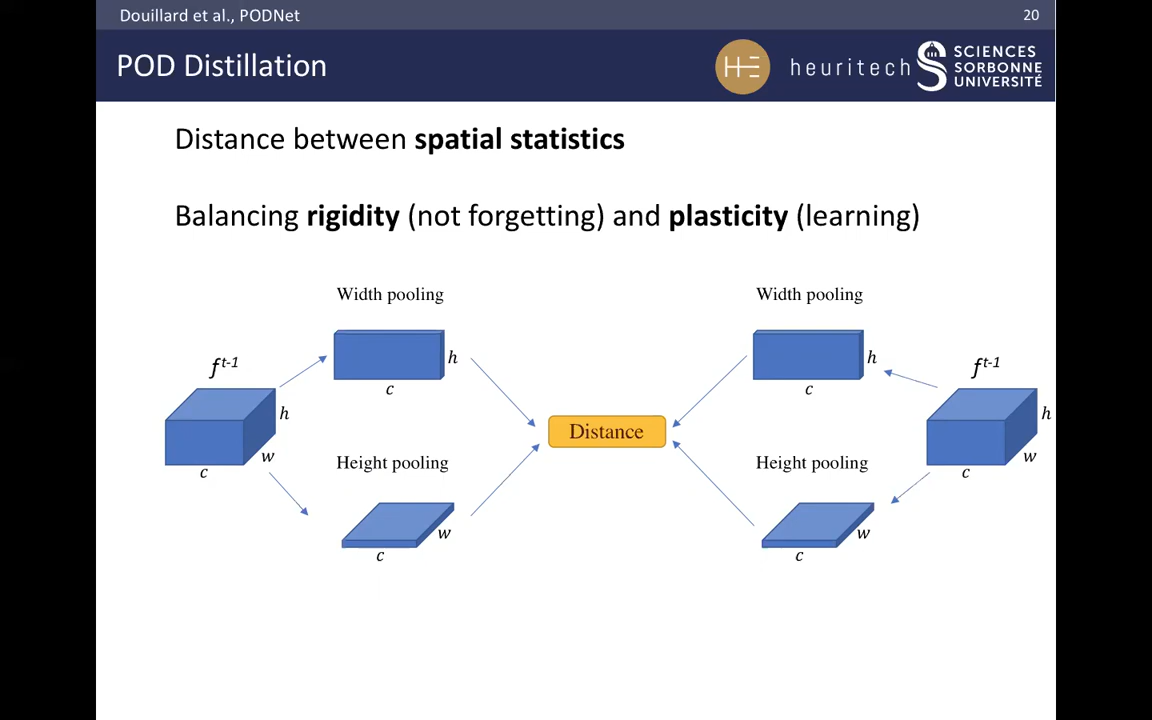 Douillard et al., PODNet
20
POD Distillation
heuritech
SCIENCES
SORBONNE
UNIVERSITÉ
Distance between spatial statistics
Balancing rigidity (not forgetting) and plasticity (learning)
Width pooling
Width pooling
f^t-1
h
c
h
c
f^t-1
h
w
c
Distance
h
w
c
Height pooling
Height pooling
w
c
w
c